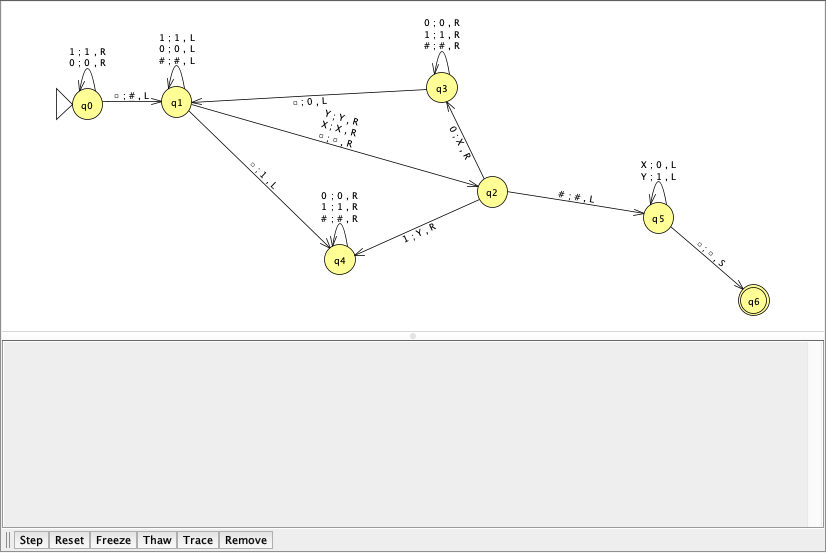 0;0,R
1;1,R
#;#,R
1;1,L
0;0,L
#;#,L
1;1,R
0;0,R
q3
q0
□;#,L
q1
□;0,L
Y;Y,R
X;X,R
□;□,R
0;X,R
□;1,L
X;0,L
Y;1,L
q2
#;#,L
0;0,R
1;1,R
#;#,R
q5
1;Y,R
q4
□;□,S
q6
Step Reset Freeze Thaw Trace Remove